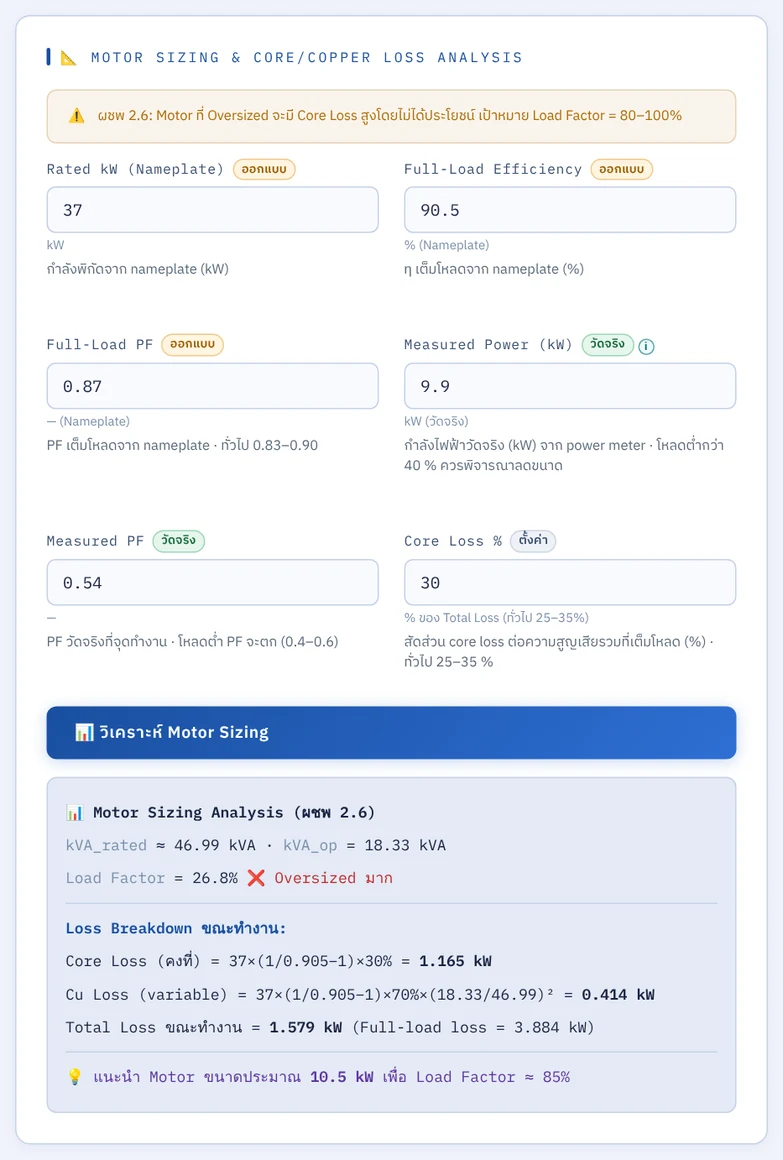 📐 MOTOR SIZING & CORE/COPPER LOSS ANALYSIS
⚠️ ผชพ 2.6: Motor ที่ Oversized จะมี Core Loss สูงโดยไม่ได้ประโยชน์ เป้าหมาย Load Factor = 80–100%
Rated kW (Nameplate) ออกแบบ
37
kW
กำลังพิกัดจาก nameplate (kW)
Full-Load Efficiency ออกแบบ
90.5
% (Nameplate)
η เต็มโหลดจาก nameplate (%)
Full-Load PF ออกแบบ
0.87
— (Nameplate)
PF เต็มโหลดจาก nameplate · ทั่วไป 0.83–0.90
Measured Power (kW) วัดจริง i
9.9
kW (วัดจริง)
กำลังไฟฟ้าวัดจริง (kW) จาก power meter · โหลดต่ำกว่า
40 % ควรพิจารณาลดขนาด
Measured PF วัดจริง
0.54
—
PF วัดจริงที่จุดทำงาน · โหลดต่ำ PF จะตก (0.4–0.6)
Core Loss % ตั้งค่า
30
% ของ Total Loss (ทั่วไป 25–35%)
สัดส่วน core loss ต่อความสูญเสียรวมที่เต็มโหลด (%) ·
ทั่วไป 25–35 %
📊 วิเคราะห์ Motor Sizing
📊 Motor Sizing Analysis (ผชพ 2.6)
kVA_rated ≈ 46.99 kVA · kVA_op = 18.33 kVA
Load Factor = 26.8% ❌ Oversized มาก
Loss Breakdown ขณะทำงาน:
Core Loss (คงที่) = 37×(1/0.905−1)×30% = 1.165 kW
Cu Loss (variable) = 37×(1/0.905−1)×70%×(18.33/46.99)² = 0.414 kW
Total Loss ขณะทำงาน = 1.579 kW (Full-load loss = 3.884 kW)
💡 แนะนำ Motor ขนาดประมาณ 10.5 kW เพื่อ Load Factor ≈ 85%